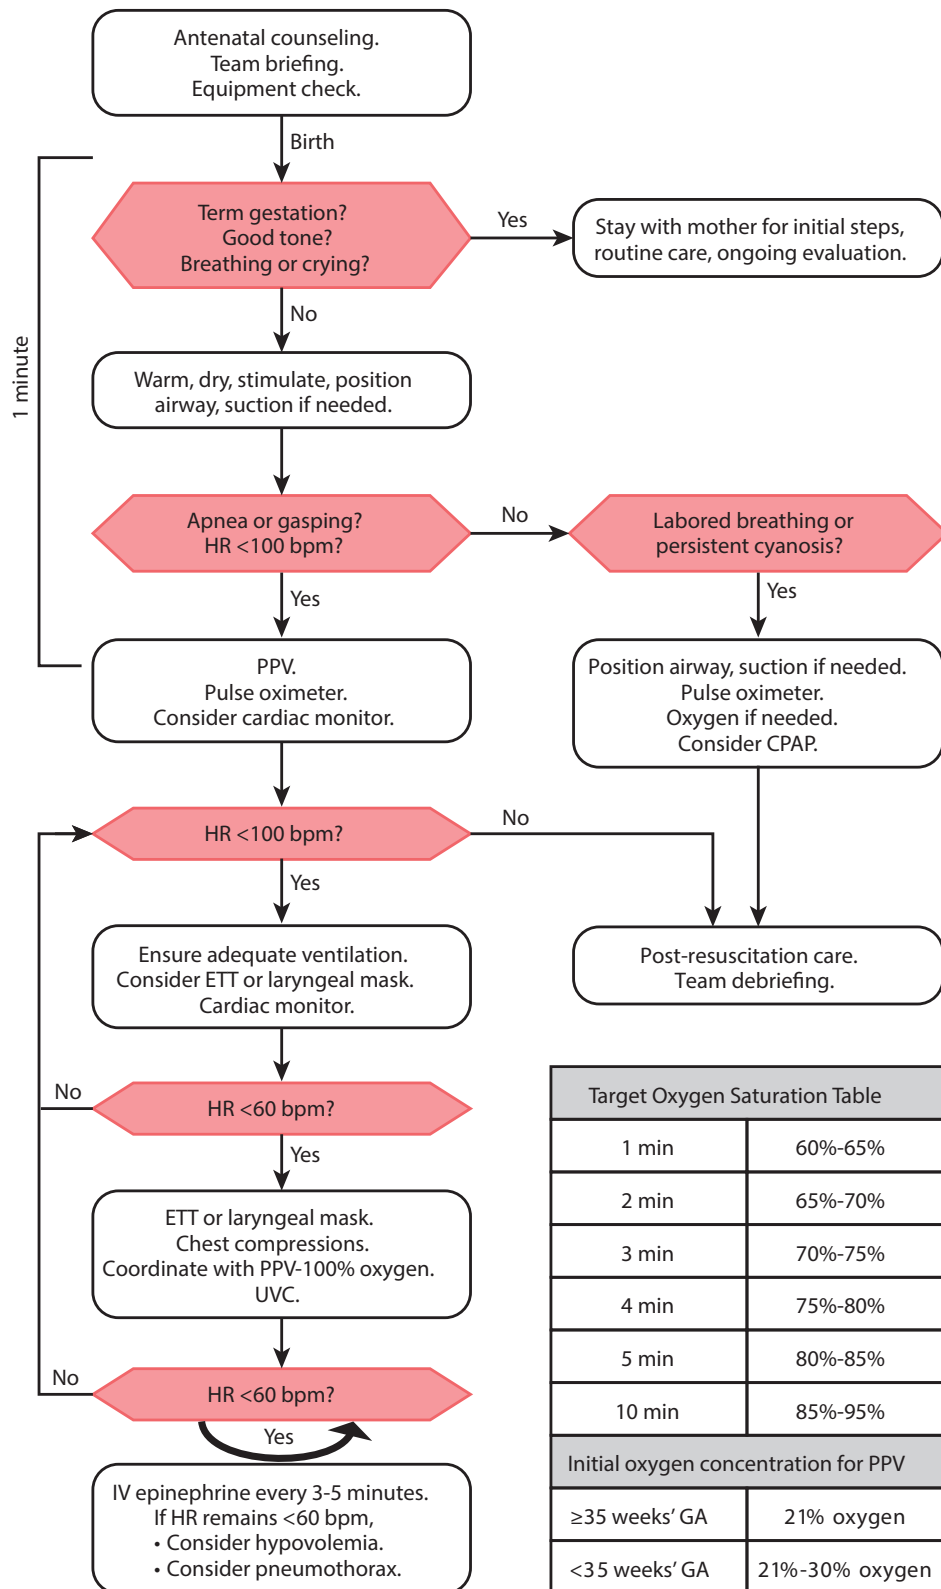 Antenatal counseling.
Team briefing.
Equipment check.
Birth
1 minute
Term gestation?
Good tone?
Breathing or crying?
Yes
Stay with mother for initial steps,
routine care, ongoing evaluation.
No
Warm, dry, stimulate, position
airway, suction if needed.
Apnea or gasping?
HR <100 bpm?
No
Labored breathing or
persistent cyanosis?
Yes
Yes
PPV.
Pulse oximeter.
Consider cardiac monitor.
Position airway, suction if needed.
Pulse oximeter.
Oxygen if needed.
Consider CPAP.
HR <100 bpm?
No
Yes
Ensure adequate ventilation.
Consider ETT or laryngeal mask.
Cardiac monitor.
Post-resuscitation care.
Team debriefing.
No
HR <60 bpm?
Yes
ETT or laryngeal mask.
Chest compressions.
Coordinate with PPV-100% oxygen.
UVC.
No
HR <60 bpm?
Yes
IV epinephrine every 3-5 minutes.
If HR remains <60 bpm,
• Consider hypovolemia.
• Consider pneumothorax.
Target Oxygen Saturation Table
1 min 60%-65%
2 min 65%-70%
3 min 70%-75%
4 min 75%-80%
5 min 80%-85%
10 min 85%-95%
Initial oxygen concentration for PPV
≥35 weeks' GA 21% oxygen
<35 weeks' GA 21%-30% oxygen